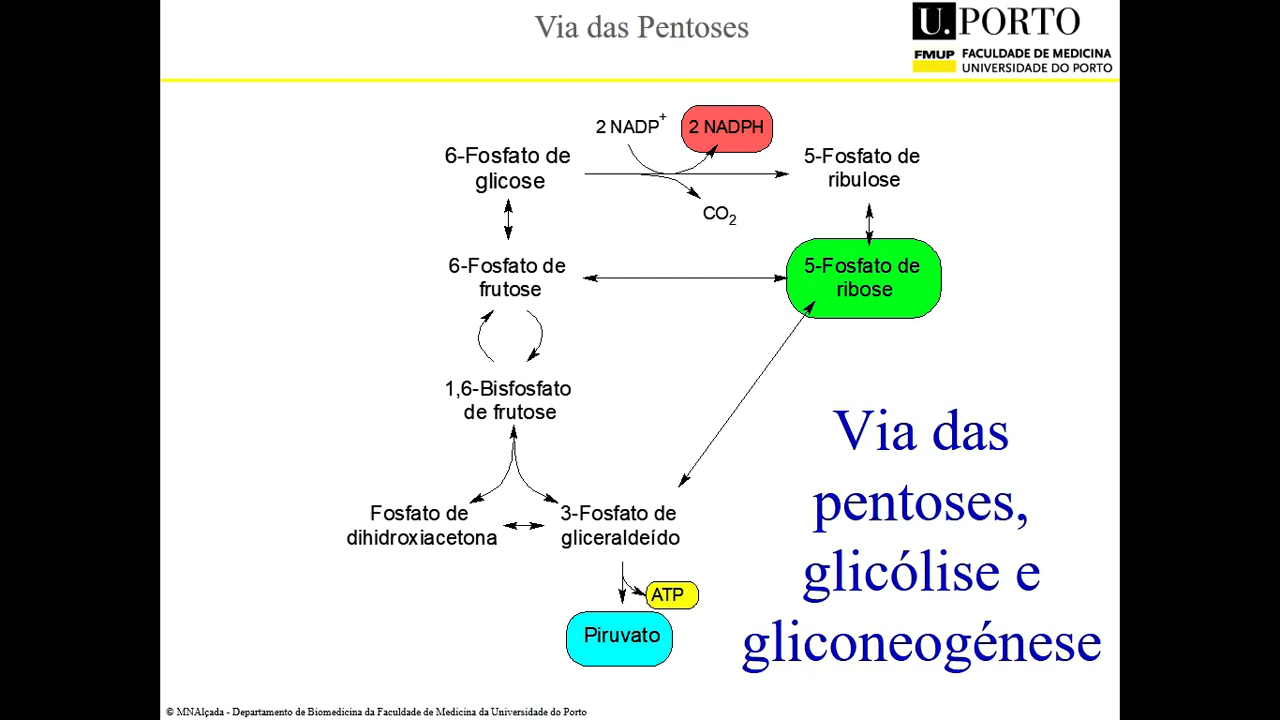 Via das Pentoses
U.PORTO
FMUP FACULDADE DE MEDICINA
UNIVERSIDADE DO PORTO
2 NADP+
2 NADPH
6-Fosfato de
glicose
5-Fosfato de
ribulose
CO2
6-Fosfato de
frutose
5-Fosfato de
ribose
1,6-Bisfosfato
de frutose
Fosfato de
dihidroxiacetona
3-Fosfato de
gliceraldeído
ATP
Piruvato
Via das
pentoses,
glicólise e
gliconeogénese
© MNAlçada - Departamento de Biomedicina da Faculdade de Medicina da Universidade do Porto